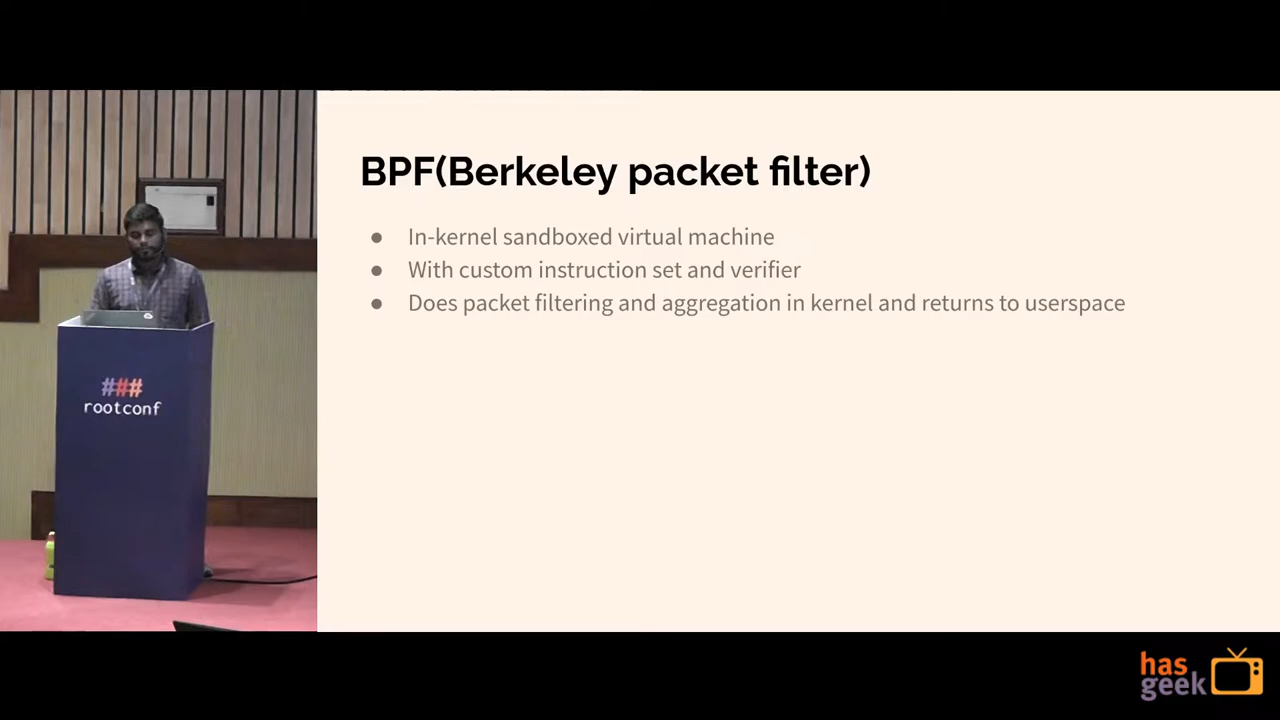 BPF(Berkeley packet filter)
● In-kernel sandboxed virtual machine
● With custom instruction set and verifier
● Does packet filtering and aggregation in kernel and returns to userspace
###
rootconf
has
geek